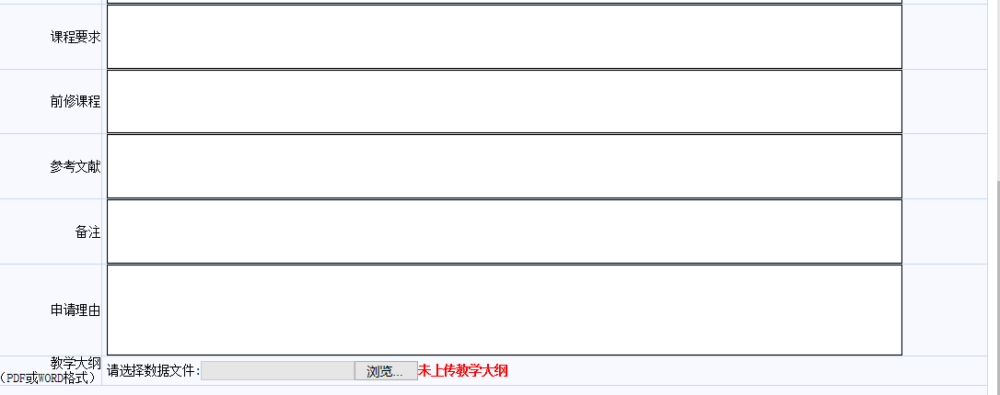 课程要求
前修课程
参考文献
备注
申请理由
教学大纲
（PDF或WORD格式）
请选择数据文件: 浏览... 未上传教学大纲